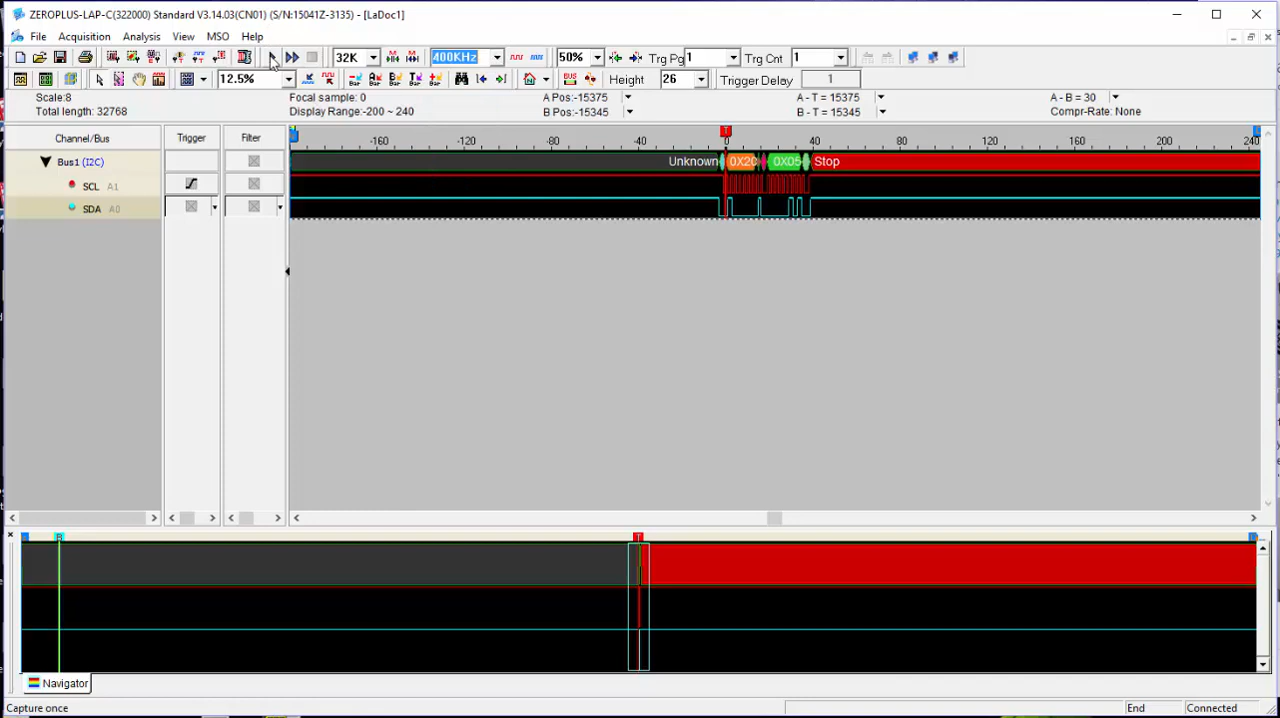 ZEROPLUS-LAP-C(322000) Standard V3.14.03(CN01) (S/N:15041Z-3135) - [LaDoc1]
File Acquisition Analysis View MSO Help
32K 400KHz 50% Trg Pg 1 Trg Cnt 1
12.5% Height 26 Trigger Delay 1
Scale:8 Focal sample: 0 A Pos:-15375 A - T = 15375 A - B = 30
Total length: 32768 Display Range:-200 ~ 240 B Pos:-15345 B - T = 15345 Compr-Rate: None
Channel/Bus Trigger Filter T -160 -120 -80 -40 0 40 80 120 160 200 240
Bus1 (I2C) Unknown 0X20 0X05 Stop
SCL A1
SDA A0
B T
Navigator
Capture once End Connected